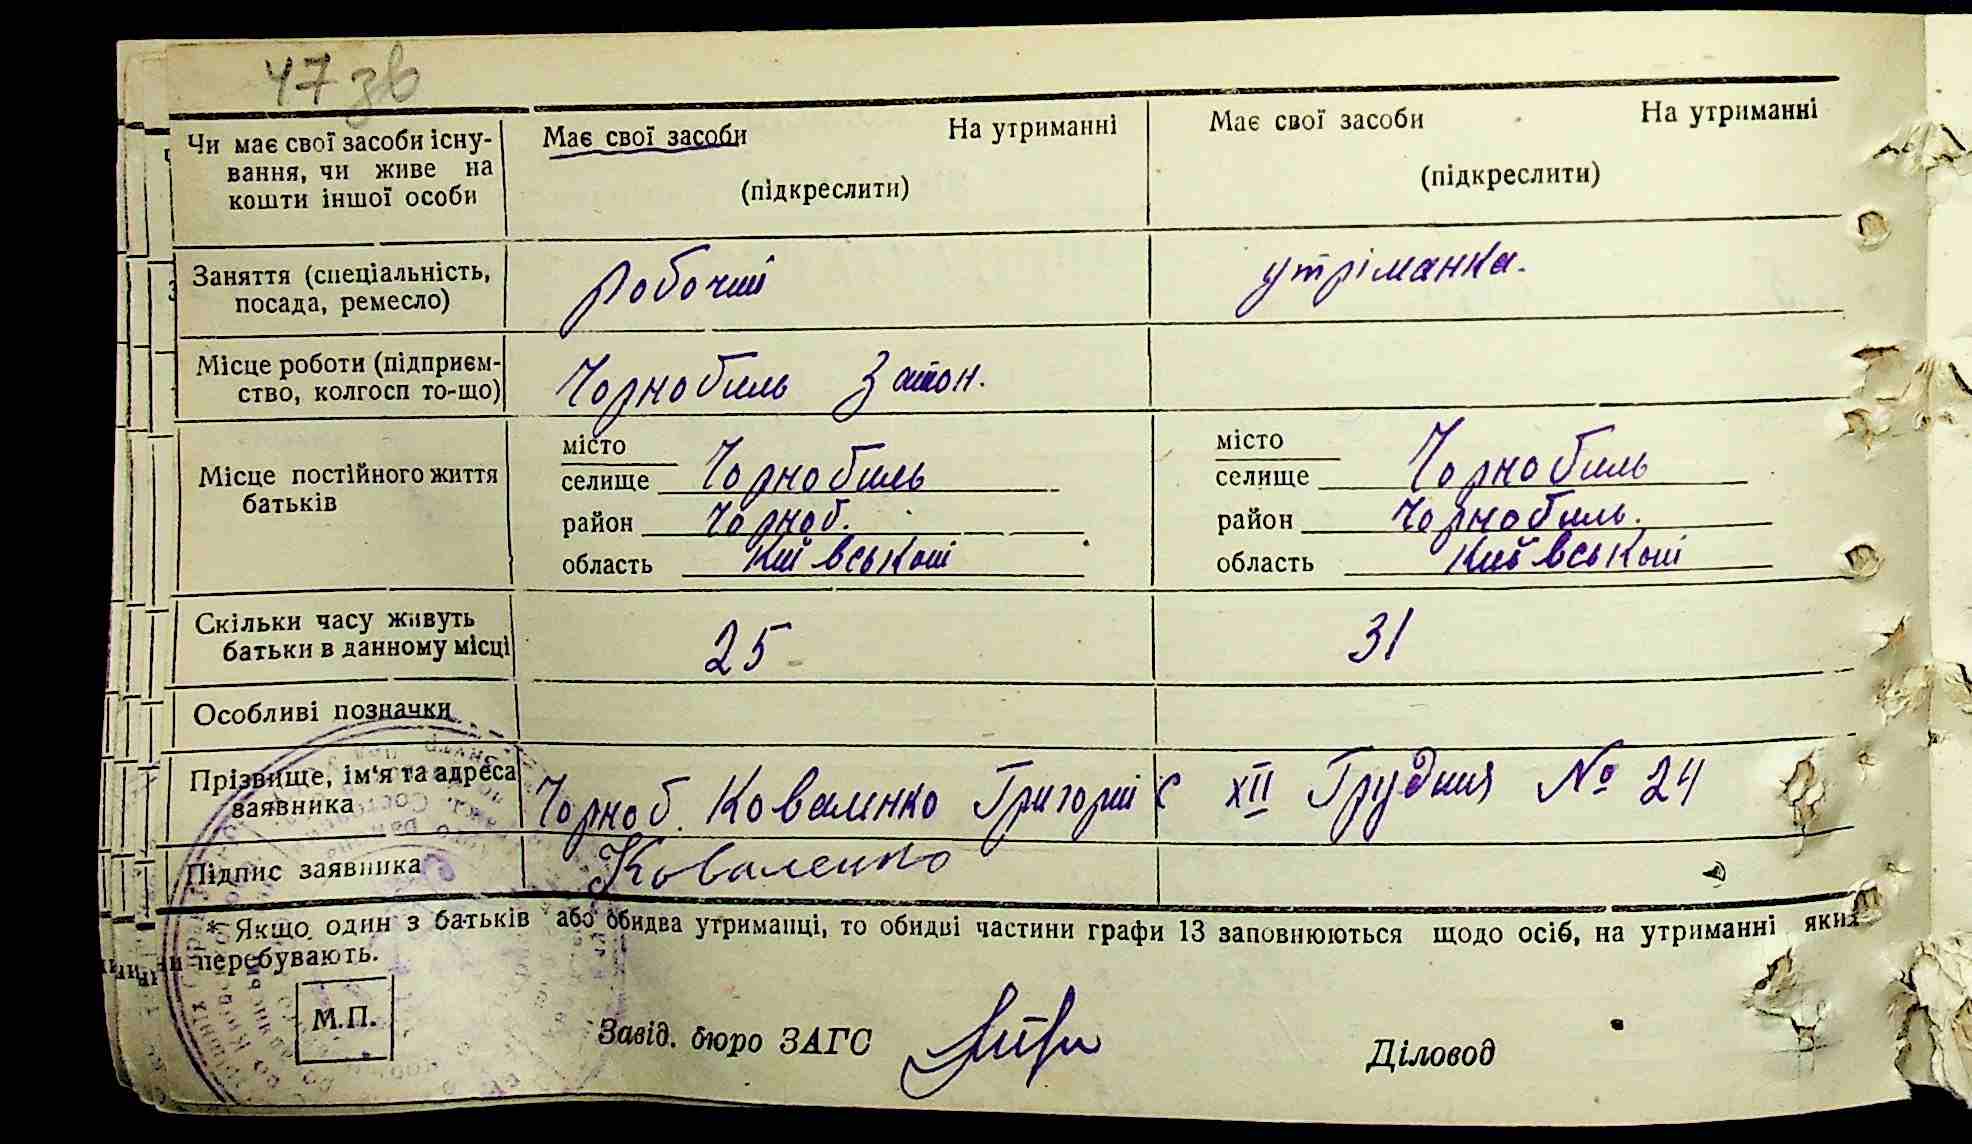 47 зв
Чи має свої засоби існу- Має свої засоби На утриманні Має свої засоби На утриманні
вання, чи живе на (підкреслити) (підкреслити)
кошти іншої особи
Заняття (спеціальність, робочий утріманка.
посада, ремесло)
Місце роботи (підприєм- Чорнобиль Затон.
ство, колгосп то-що)
місто місто
Місце постійного життя селище Чорнобиль селище Чорнобиль
батьків район Чорноб. район Чорнобиль.
область Київської область Київської
Скільки часу живуть 25 31
батьки в данному місці
Особливі позначки
Прізвище, ім'я та адреса Чорноб. Коваленко Григорий с XII Грудня № 24
заявника
Підпис заявника Коваленко
* Якщо один з батьків або обидва утриманці, то обидві частини графи 13 заповнюються щодо осіб, на утриманні яких
перебувають.
М.П.
Завід. бюро ЗАГС Діловод